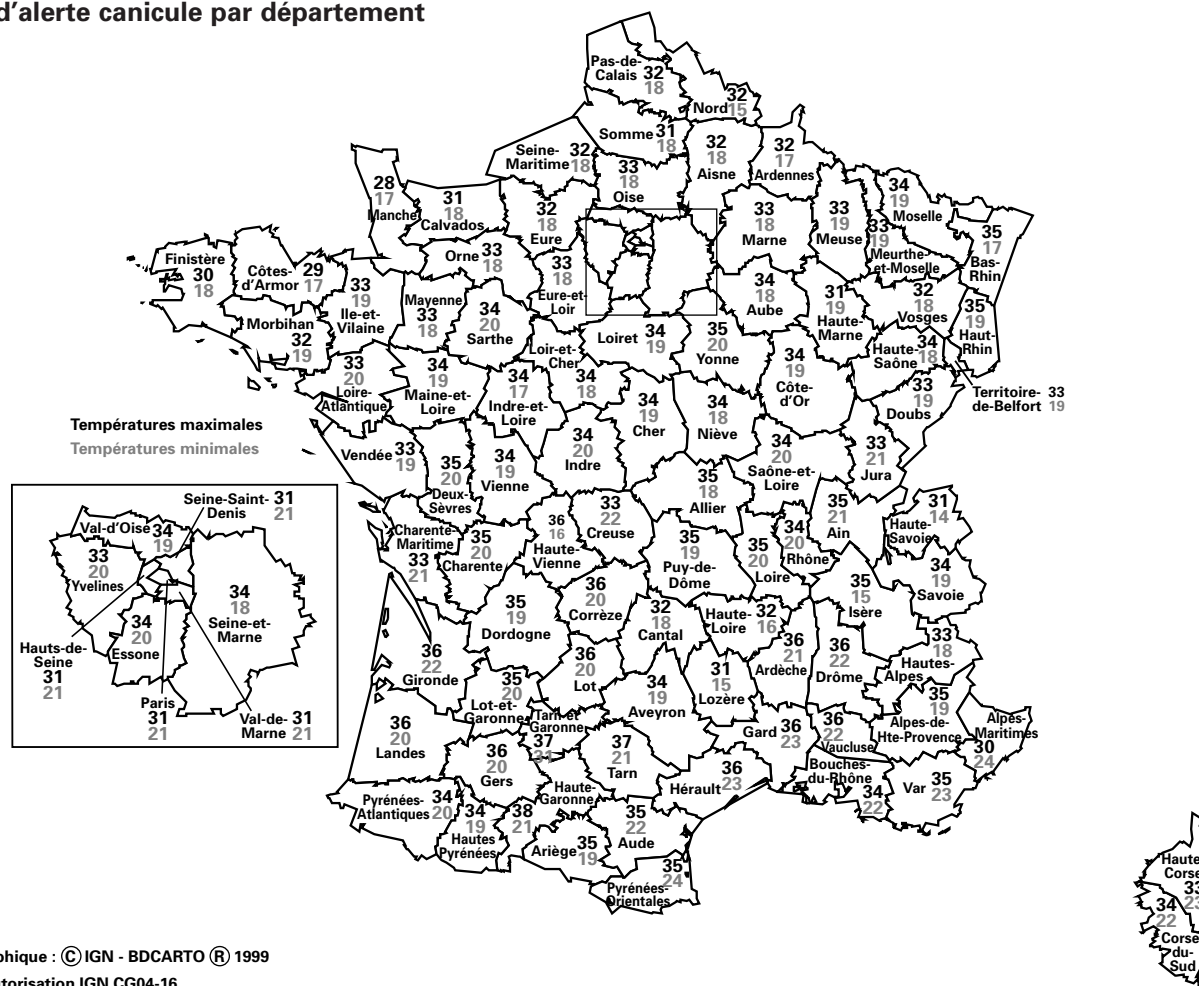 d'alerte canicule par département
Pas-de-
Calais 32
18
32
Nord 15
Somme 31
18
Seine- 32
Maritime 18
32
18
Aisne
32
17
Ardennes
33
18
Oise
28
17
Manche
31
18
Calvados
32
18
Eure
33
18
Marne
33
19
Meuse
34
19
Moselle
33
19
Meurthe-
et-Moselle
35
17
Bas-
Rhin
Finistère
30
18
Côtes-
d'Armor
29
17
Orne 33
18
33
18
Eure-et-
Loir
34
18
Aube
31
19
Haute-
Marne
32
18
Vosges
35
19
Haut-
Rhin
Morbihan
32
19
33
19
Ile-et-
Vilaine
Mayenne
33
18
34
20
Sarthe
Loiret 34
19
35
20
Yonne
Haute-
Saône
34
18
Loir-et-
Cher
34
18
33
20
Loire-
Atlantique
34
19
Maine-et-
Loire
34
17
Indre-et-
Loire
34
19
Cher
34
18
Niève
34
19
Côte-
d'Or
33
19
Doubs
Territoire- 33
de-Belfort 19
Températures maximales
Températures minimales
Vendée 33
19
35
20
Deux-
Sèvres
34
19
Vienne
34
20
Indre
35
18
Allier
34
20
Saône-et-
Loire
33
21
Jura
Charente-
Maritime
33
21
35
20
Charente
36
16
Haute-
Vienne
33
22
Creuse
35
19
Puy-de-
Dôme
35
20
Loire
34
20
Rhône
35
21
Ain
31
14
Haute-
Savoie
34
19
Savoie
35
15
Isère
35
19
Dordogne
36
20
Corrèze
32
18
Cantal
Haute-
Loire
32
16
36
21
Ardèche
36
22
Drôme
33
18
Hautes-
Alpes
36
22
Gironde
35
20
Lot-et-
Garonne
36
20
Lot
34
19
Aveyron
31
15
Lozère
35
19
Alpes-de-
Hte-Provence
Alpes-
Maritimes
30
24
36
20
Landes
36
20
Gers
Tarn-et
Garonne
37
31
37
21
Tarn
Gard 36
23
36
22
Vaucluse
Bouches-
du-Rhône
34
22
Var 35
23
Pyrénées-
Atlantiques
34
20
34
19
Hautes
Pyrénées
Haute-
Garonne
38
21
Ariège 35
19
35
22
Aude
Hérault 36
23
35
24
Pyrénées-
Orientales
Seine-Saint- 31
Denis 21
Val-d'Oise 34
19
33
20
Yvelines
34
18
Seine-et-
Marne
34
20
Essone
Hauts-de-
Seine
31
21
Paris
31
21
Val-de- 31
Marne 21
Haute
Corse
33
23
34
22
Corse
-du-
Sud
phique : © IGN - BDCARTO ® 1999
utorisation IGN CG04-16